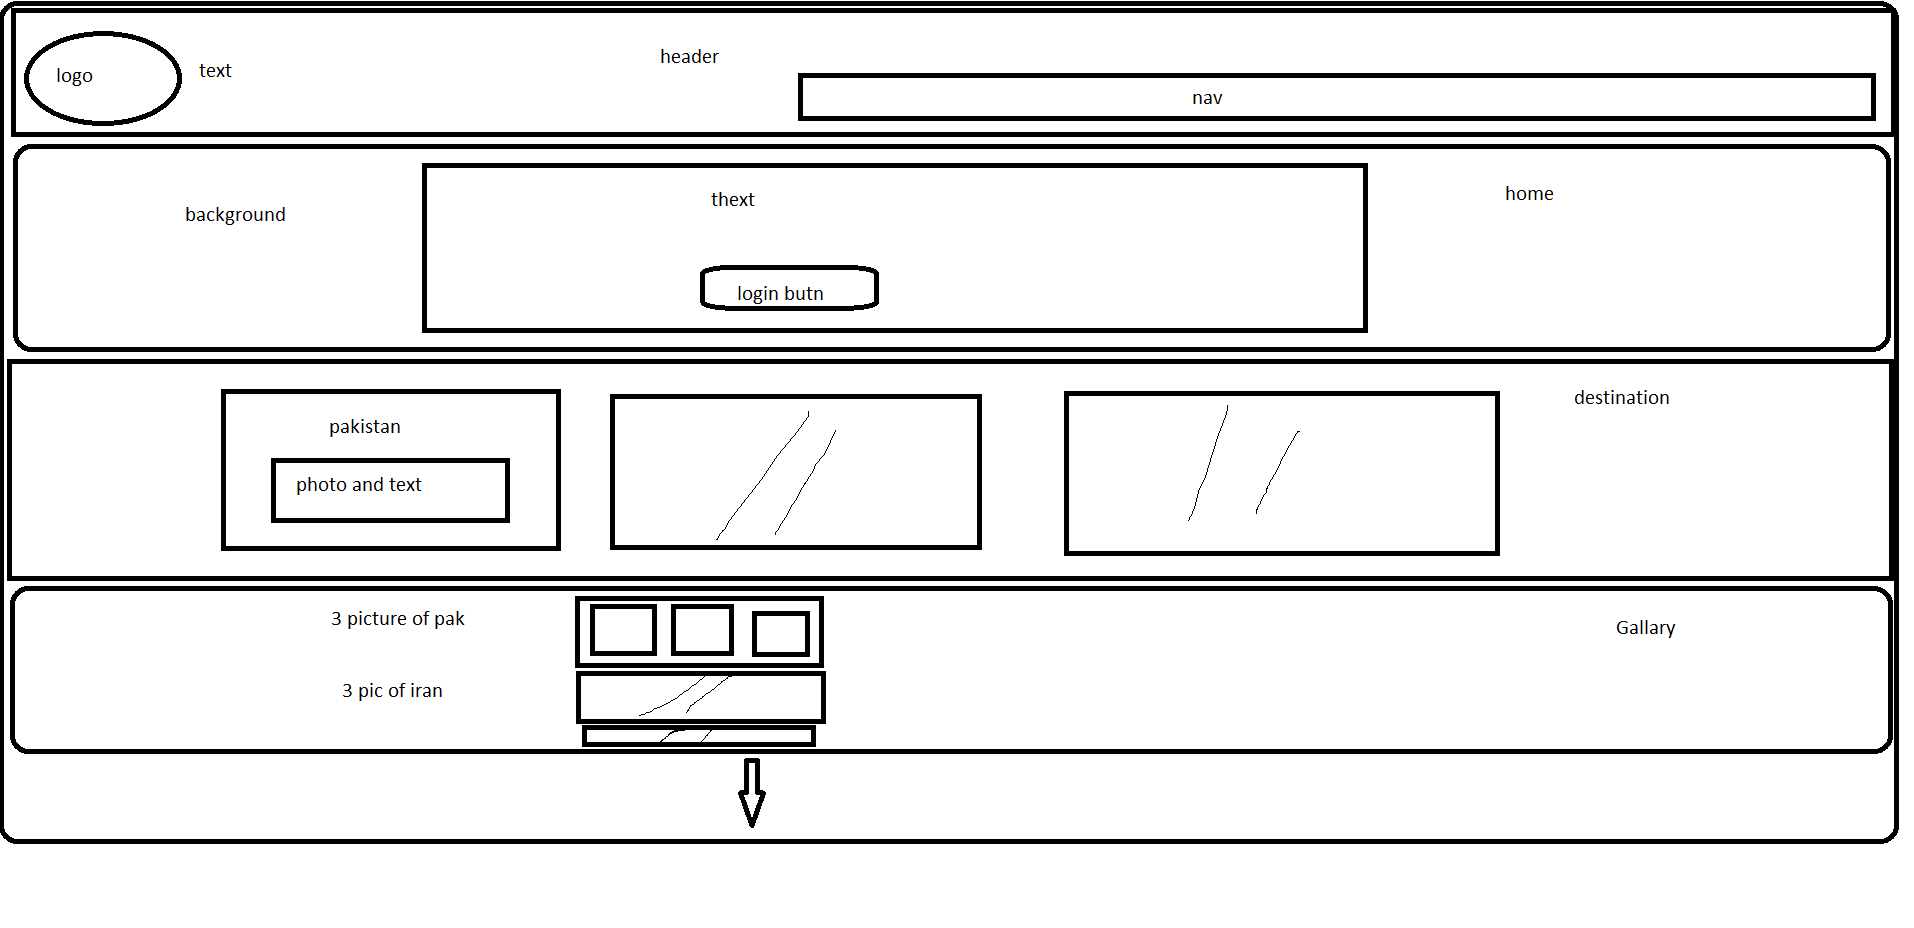 header
logo
text
nav
background
thext
home
login butn
pakistan
destination
photo and text
3 picture of pak
Gallary
3 pic of iran